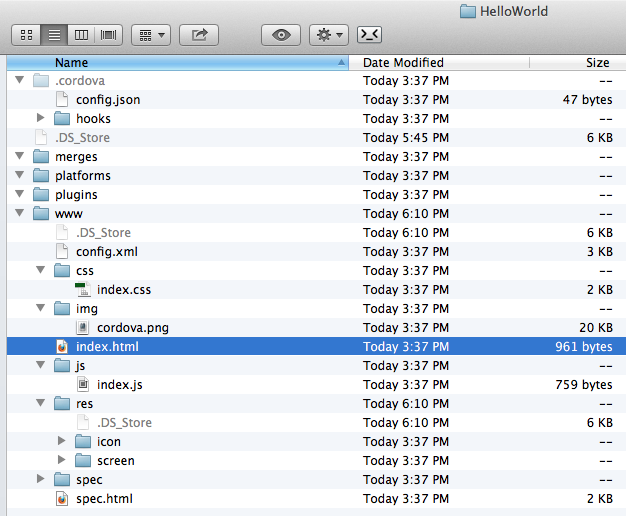 HelloWorld
Name Date Modified Size
.cordova Today 3:37 PM --
config.json Today 3:37 PM 47 bytes
hooks Today 3:37 PM --
.DS_Store Today 5:45 PM 6 KB
merges Today 3:37 PM --
platforms Today 3:37 PM --
plugins Today 3:37 PM --
www Today 6:10 PM --
.DS_Store Today 6:10 PM 6 KB
config.xml Today 3:37 PM 3 KB
css Today 3:37 PM --
index.css Today 3:37 PM 2 KB
img Today 3:37 PM --
cordova.png Today 3:37 PM 20 KB
index.html Today 3:37 PM 961 bytes
js Today 3:37 PM --
index.js Today 3:37 PM 759 bytes
res Today 6:10 PM --
.DS_Store Today 6:10 PM 6 KB
icon Today 3:37 PM --
screen Today 3:37 PM --
spec Today 3:37 PM --
spec.html Today 3:37 PM 2 KB